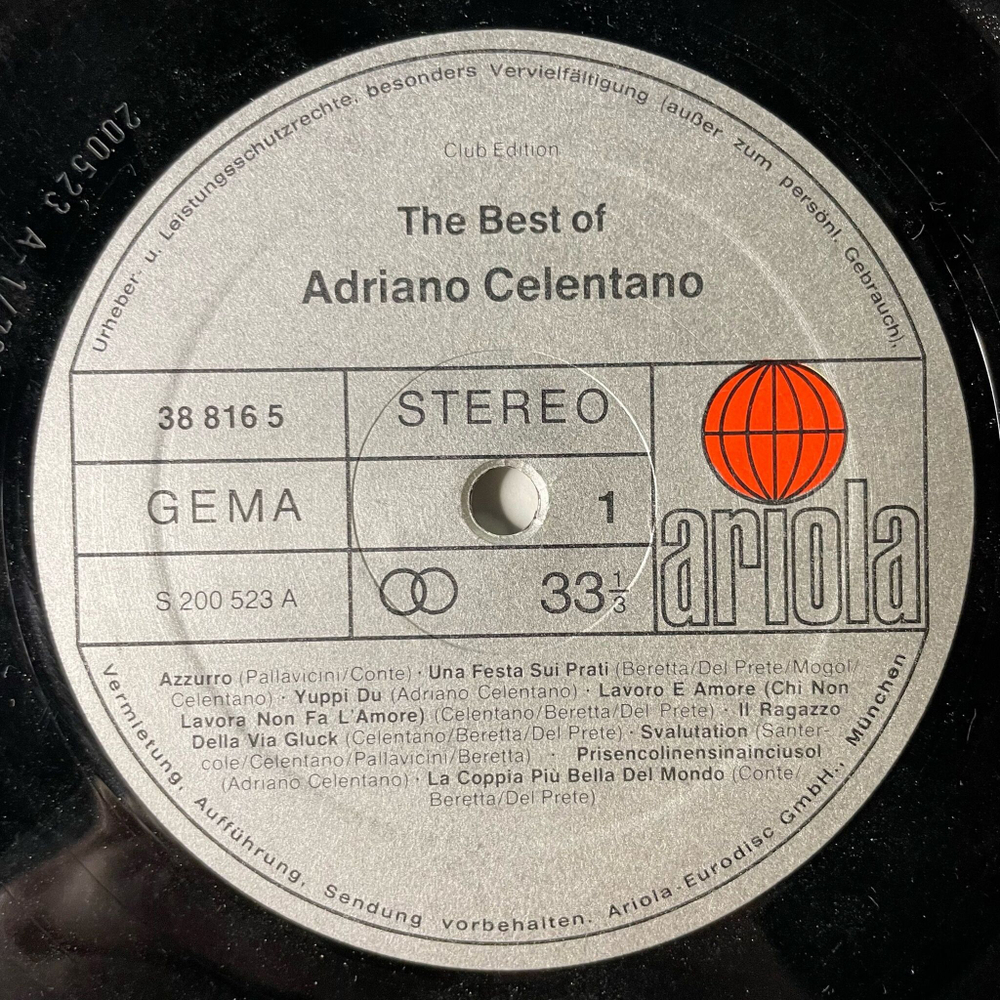 Urheber- u. Leistungsschutzrechte, besonders Vervielfältigung (außer zum persönl. Gebrauch),
Club Edition
The Best of
Adriano Celentano
38 816 5
STEREO
GEMA
1
S 200 523 A
33 1/3
ariola
Azzurro (Pallavicini/Conte) · Una Festa Sui Prati (Beretta/Del Prete/Mogol/
Celentano) · Yuppi Du (Adriano Celentano) · Lavoro E Amore (Chi Non
Lavora Non Fa L'Amore) (Celentano/Beretta/Del Prete) · Il Ragazzo
Della Via Gluck (Celentano/Beretta/Del Prete) · Svalutation (Santer-
cole/Celentano/Pallavicini/Beretta) · Prisencolinensinainciusol
(Adriano Celentano) · La Coppia Più Bella Del Mondo (Conte/
Beretta/Del Prete)
Vermietung, Aufführung, Sendung vorbehalten. Ariola-Eurodisc GmbH., München
200523 A-1/